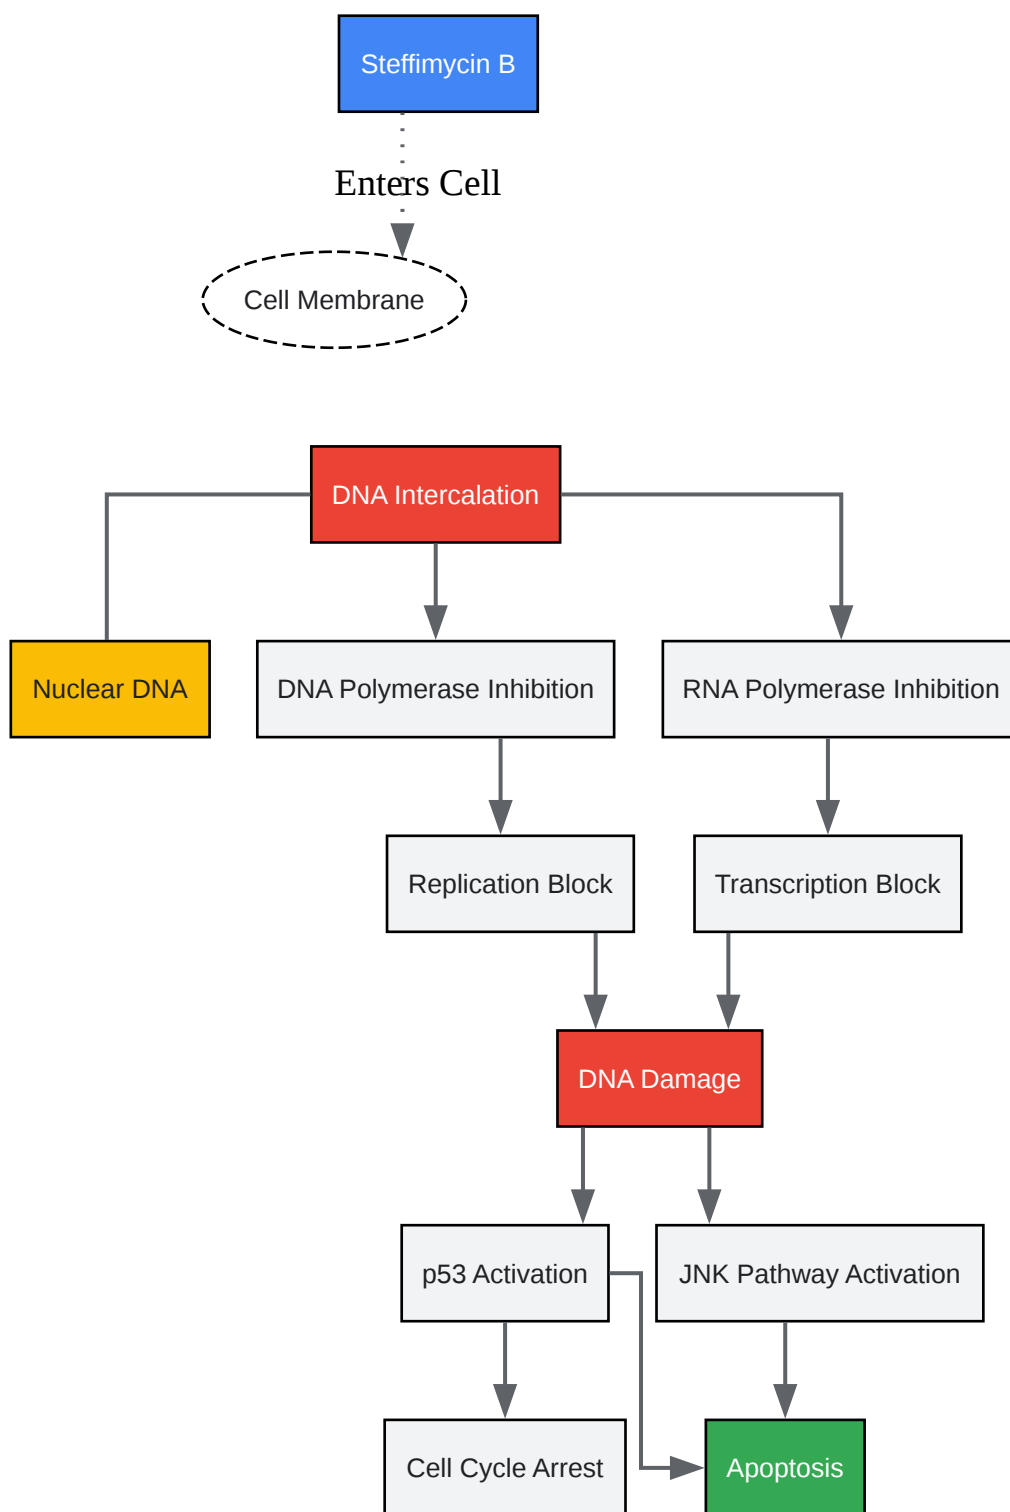 Steffimycin B
Enters Cell
Cell Membrane
DNA Intercalation
Nuclear DNA
DNA Polymerase Inhibition
RNA Polymerase Inhibition
Replication Block
Transcription Block
DNA Damage
p53 Activation
JNK Pathway Activation
Cell Cycle Arrest
Apoptosis